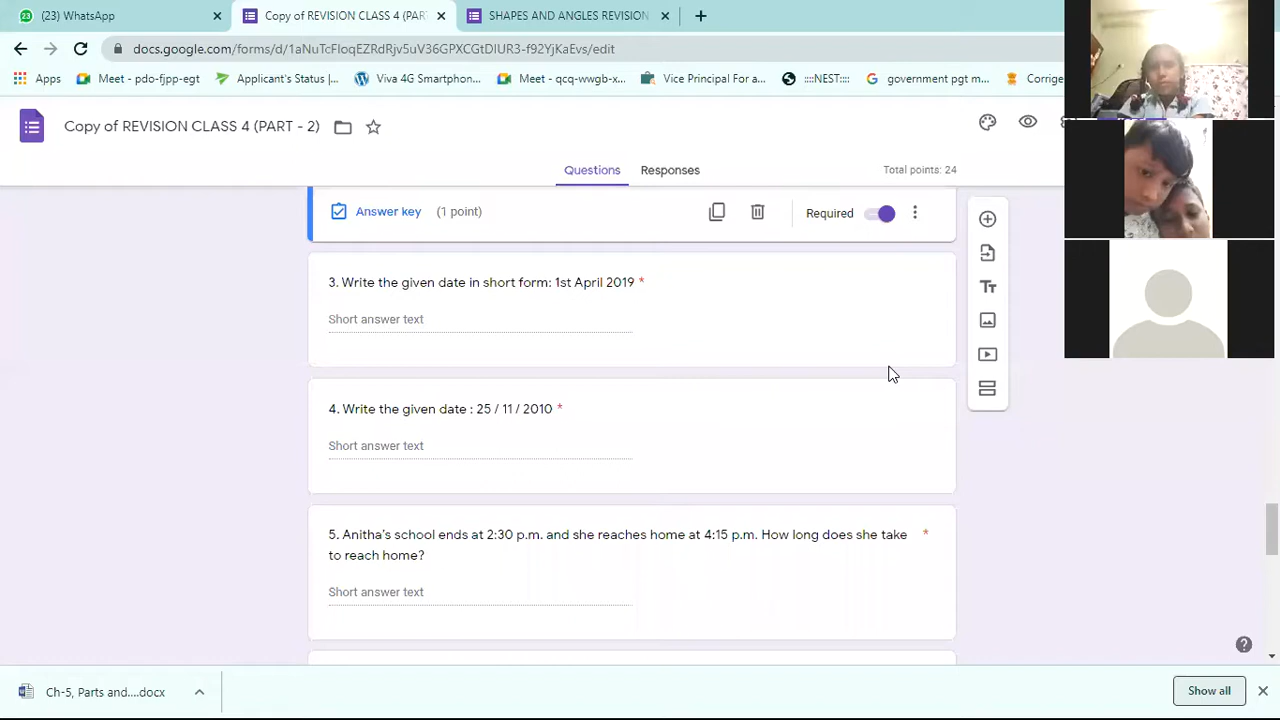 (23) WhatsApp
Copy of REVISION CLASS 4 (PART
SHAPES AND ANGLES REVISION
docs.google.com/forms/d/1aNuTcFIoqEZRdRjv5uV36GPXCGtDIUR3-f92YjKaEvs/edit
Apps
Meet - pdo-fjpp-egt
Applicant's Status |...
Viva 4G Smartphon...
Meet - qcq-wwgb-x...
Vice Principal For a...
::::NEST::::
government pgt m...
Corrige
Copy of REVISION CLASS 4 (PART - 2)
Questions
Responses
Total points: 24
Answer key
(1 point)
Required
3. Write the given date in short form: 1st April 2019 *
Short answer text
4. Write the given date : 25 / 11 / 2010 *
Short answer text
5. Anitha's school ends at 2:30 p.m. and she reaches home at 4:15 p.m. How long does she take *
to reach home?
Short answer text
Ch-5, Parts and....docx
Show all